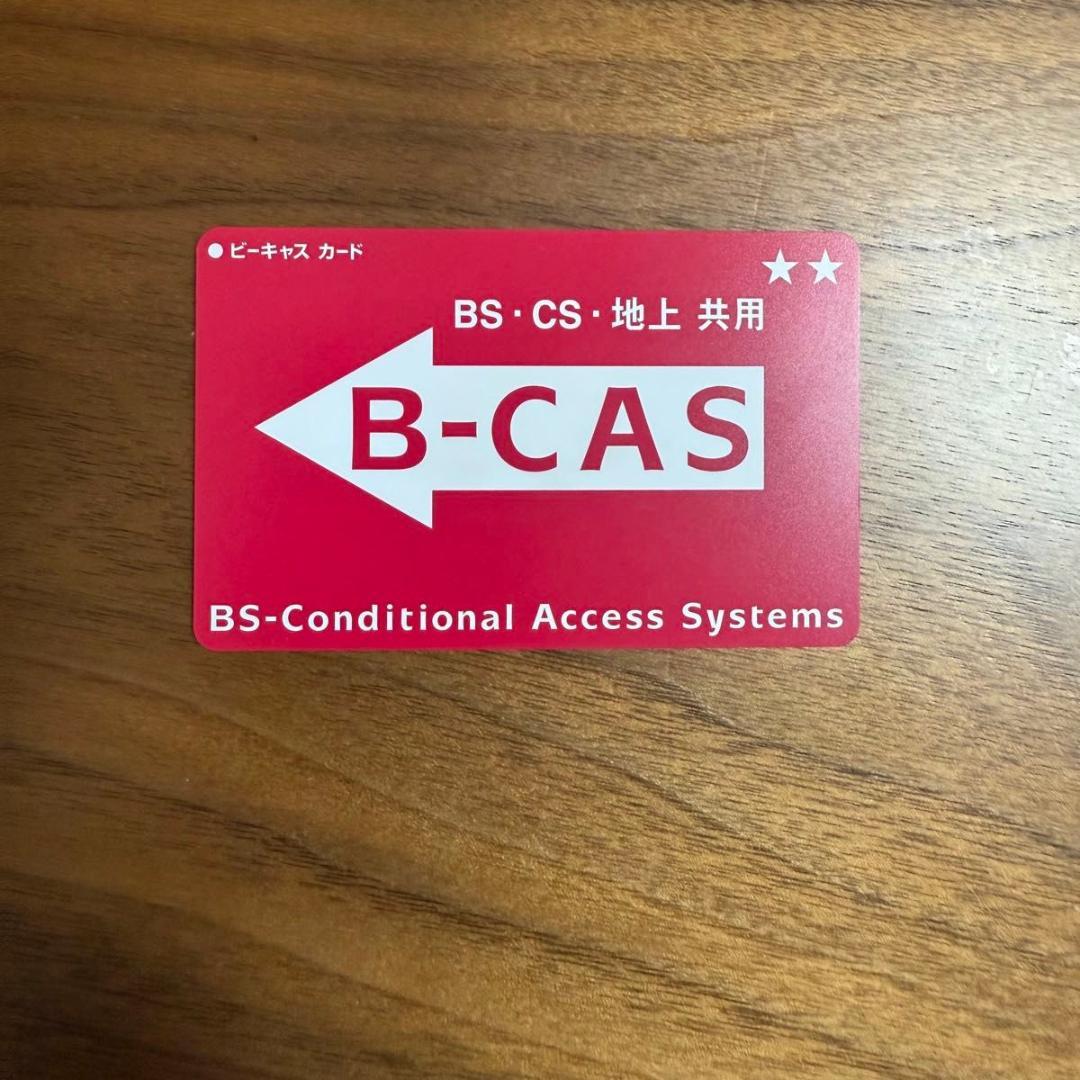 ● ビーキャス カード
★★
BS・CS・地上 共用
B-CAS
BS-Conditional Access Systems